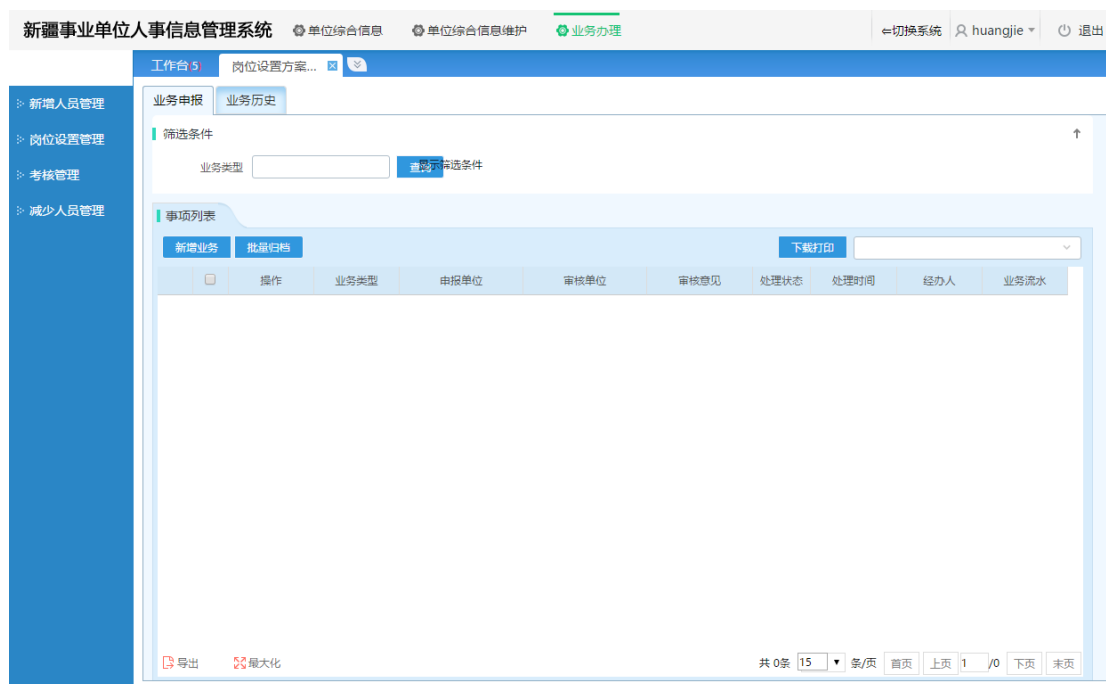 新疆事业单位人事信息管理系统 单位综合信息 单位综合信息维护 业务办理 ⇐切换系统 huangjie 退出
工作台(5) 岗位设置方案...
新增人员管理
岗位设置管理
考核管理
减少人员管理
业务申报 业务历史
筛选条件
业务类型 显示筛选条件
事项列表
新增业务 批量归档 下载打印
操作 业务类型 申报单位 审核单位 审核意见 处理状态 处理时间 经办人 业务流水
导出 最大化 共 0条 15 条/页 首页 上页 1 /0 下页 末页